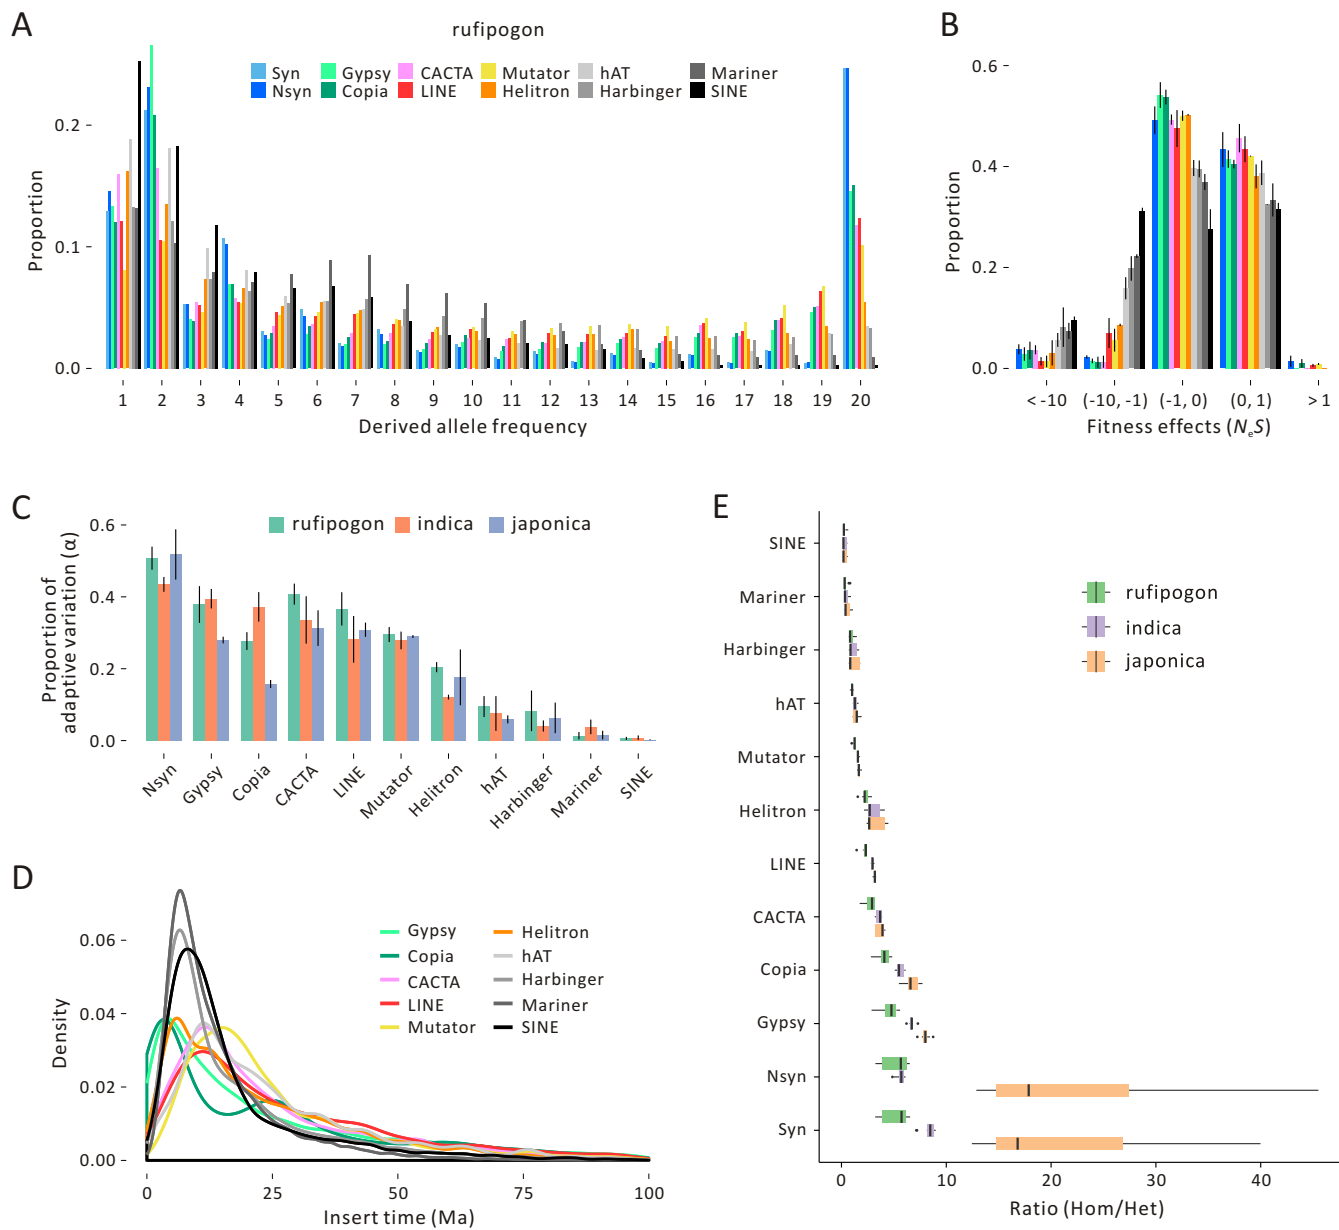 A
rufipogon
Syn Gypsy CACTA Mutator hAT Mariner
Nsyn Copia LINE Helitron Harbinger SINE
Proportion
0.2
0.1
0.0
1 2 3 4 5 6 7 8 9 10 11 12 13 14 15 16 17 18 19 20
Derived allele frequency
B
Proportion
0.6
0.4
0.2
0.0
< -10 (-10, -1) (-1, 0) (0, 1) > 1
Fitness effects (NeS)
C
rufipogon indica japonica
Proportion of
adaptive variation (α)
0.6
0.4
0.2
0.0
Nsyn Gypsy Copia CACTA LINE Mutator Helitron hAT Harbinger Mariner SINE
D
Gypsy Helitron
Copia hAT
CACTA Harbinger
LINE Mariner
Mutator SINE
Density
0.06
0.04
0.02
0.00
0 25 50 75 100
Insert time (Ma)
E
rufipogon
indica
japonica
SINE
Mariner
Harbinger
hAT
Mutator
Helitron
LINE
CACTA
Copia
Gypsy
Nsyn
Syn
0 10 20 30 40
Ratio (Hom/Het)